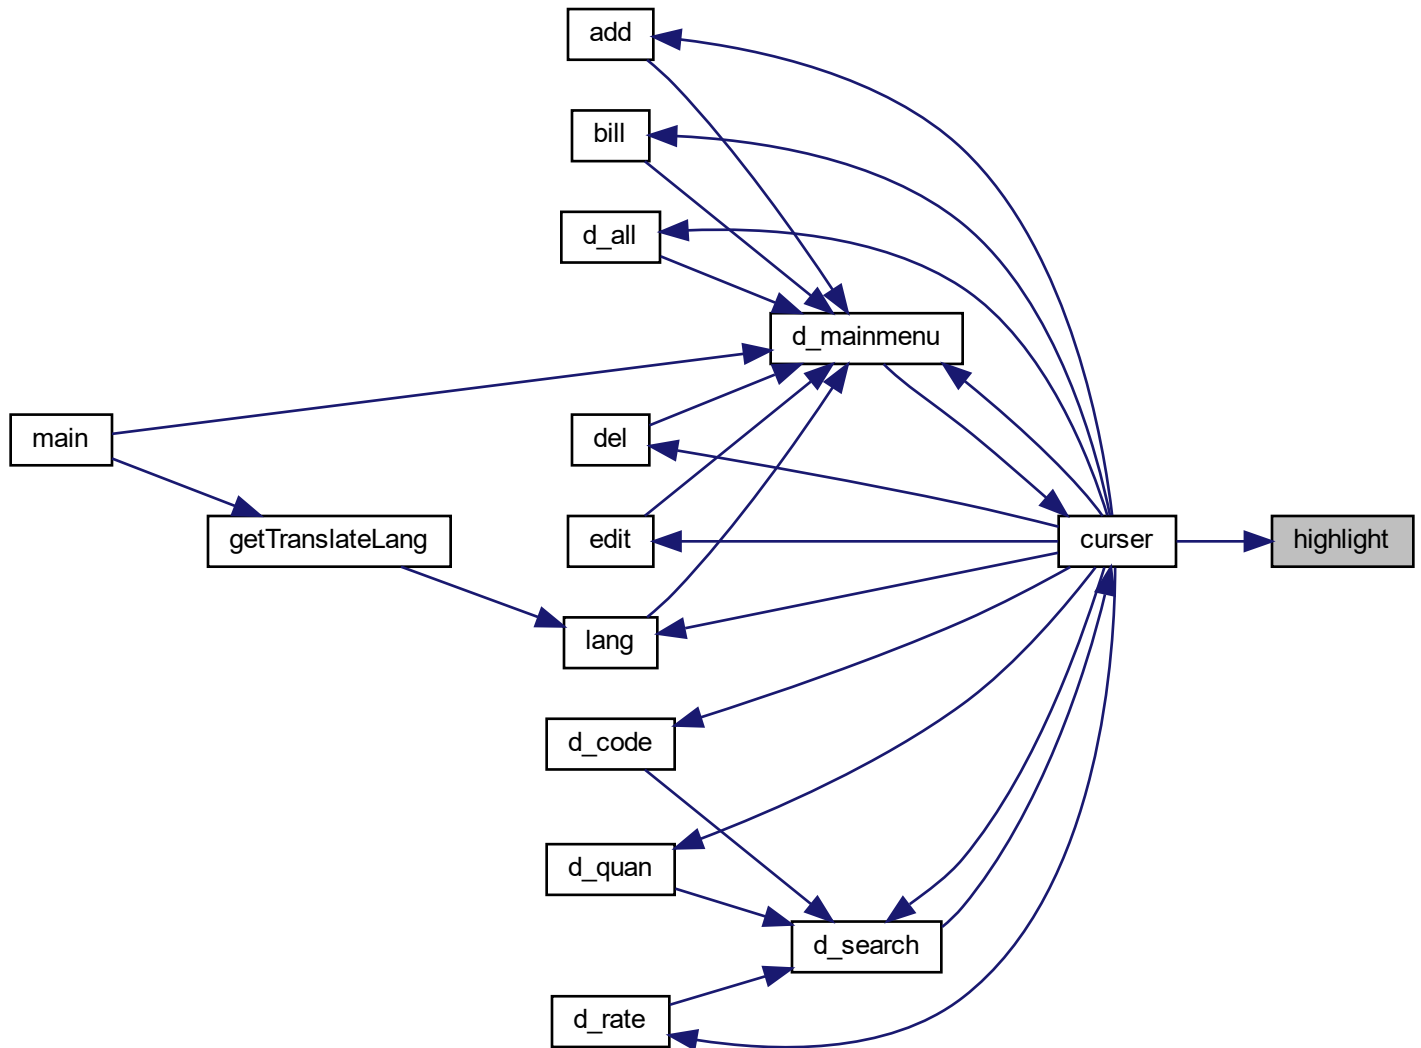 add
bill
d_all
d_mainmenu
main
del
getTranslateLang
edit
curser
highlight
lang
d_code
d_quan
d_search
d_rate